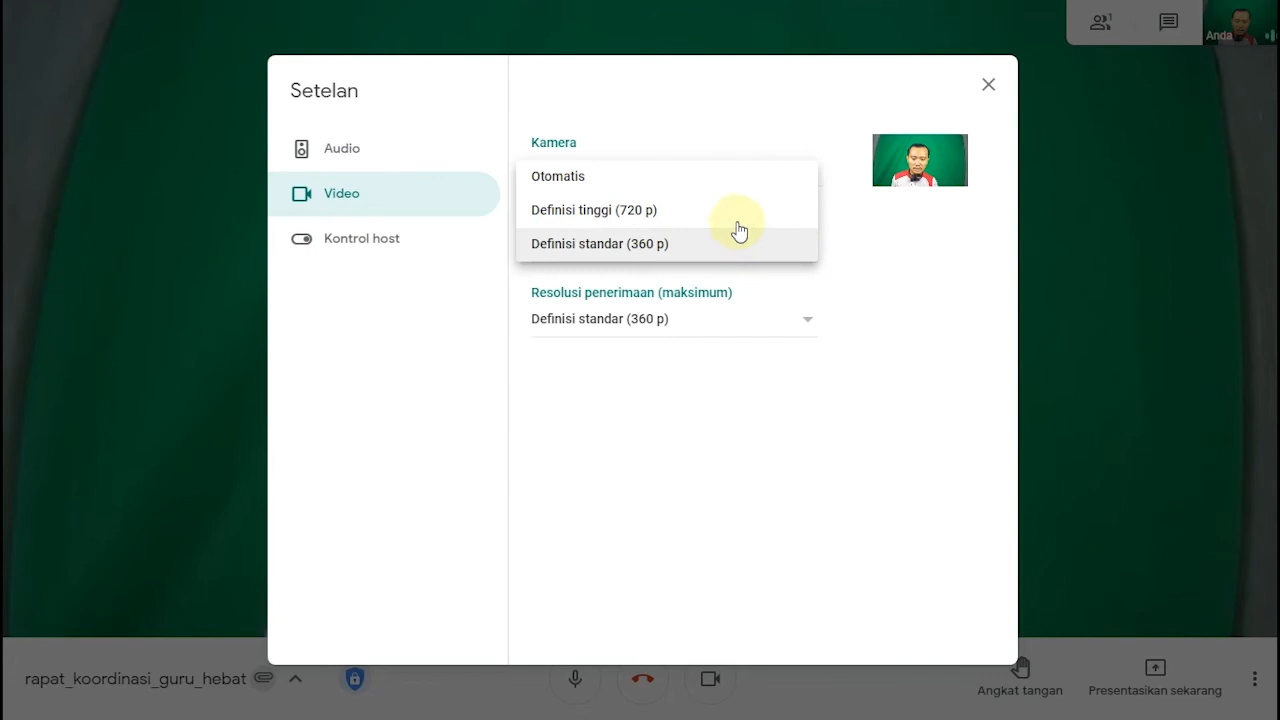 1
Anda
Setelan
Audio
Video
Kontrol host
Kamera
Otomatis
Definisi tinggi (720 p)
Definisi standar (360 p)
Resolusi penerimaan (maksimum)
Definisi standar (360 p)
rapat_koordinasi_guru_hebat
Angkat tangan
Presentasikan sekarang